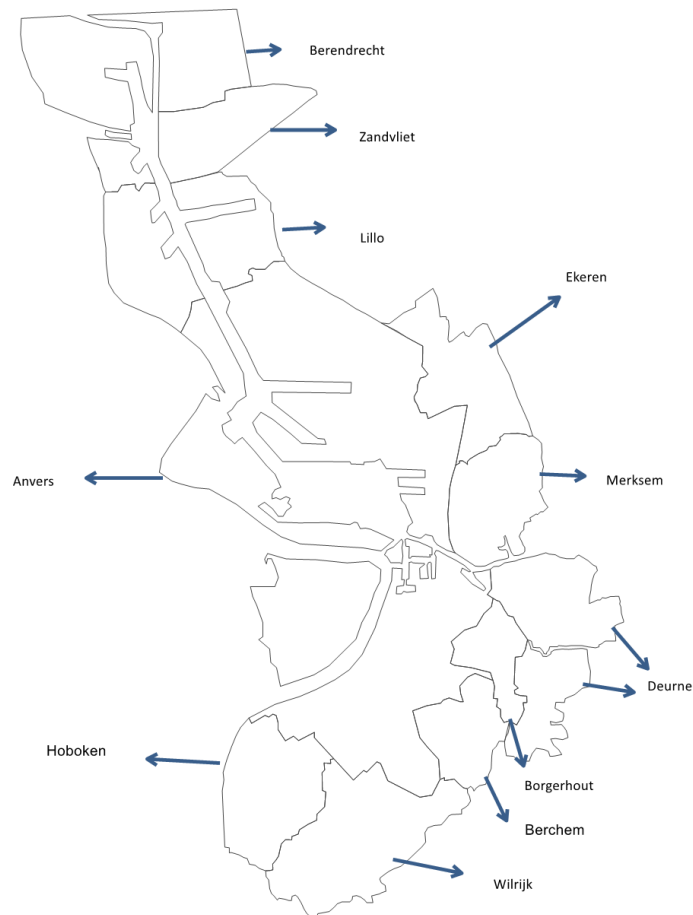 Berendrecht
Zandvliet
Lillo
Ekeren
Anvers
Merksem
Deurne
Hoboken
Borgerhout
Berchem
Wilrijk